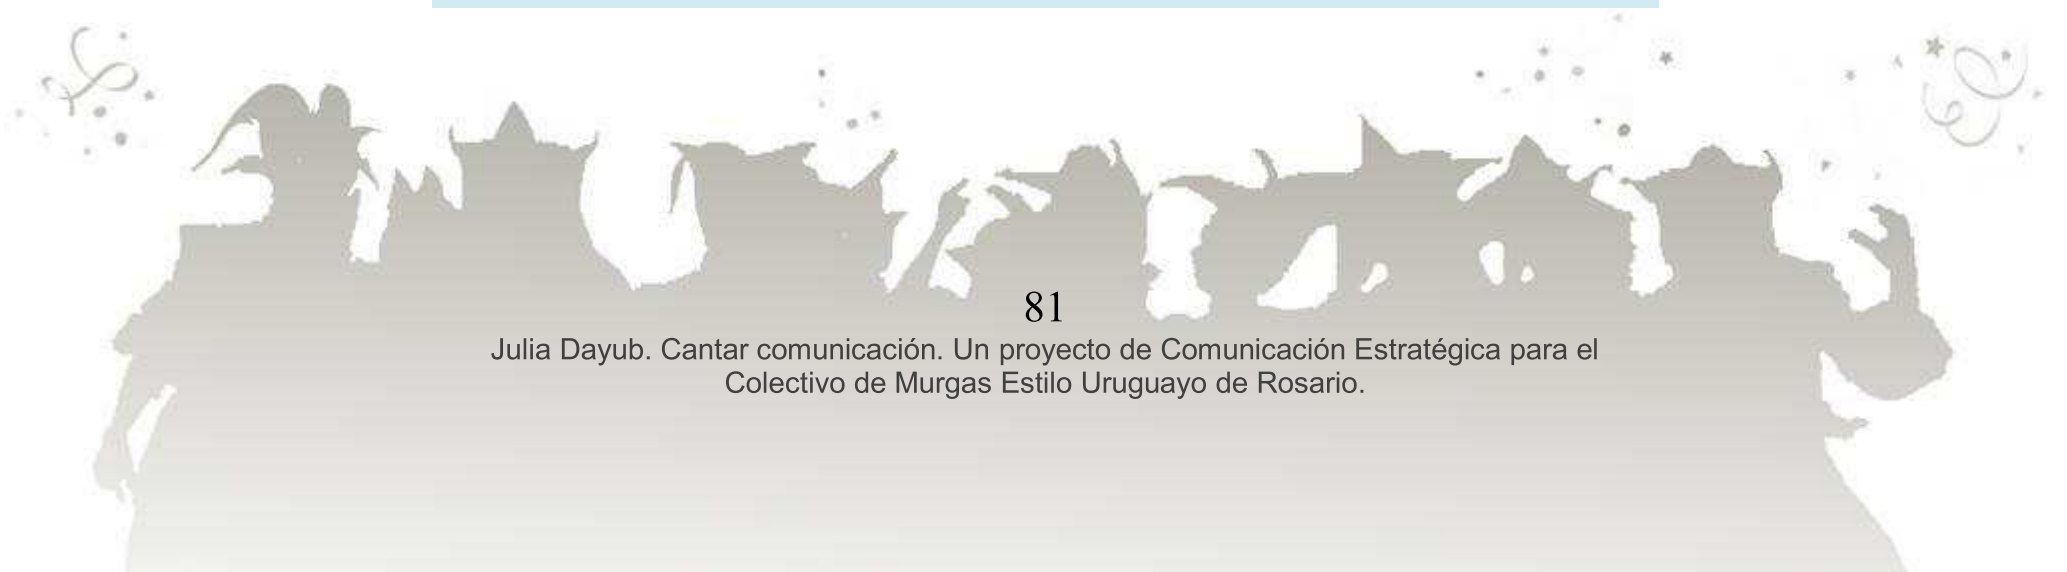 81
Julia Dayub. Cantar comunicación. Un proyecto de Comunicación Estratégica para el
Colectivo de Murgas Estilo Uruguayo de Rosario.